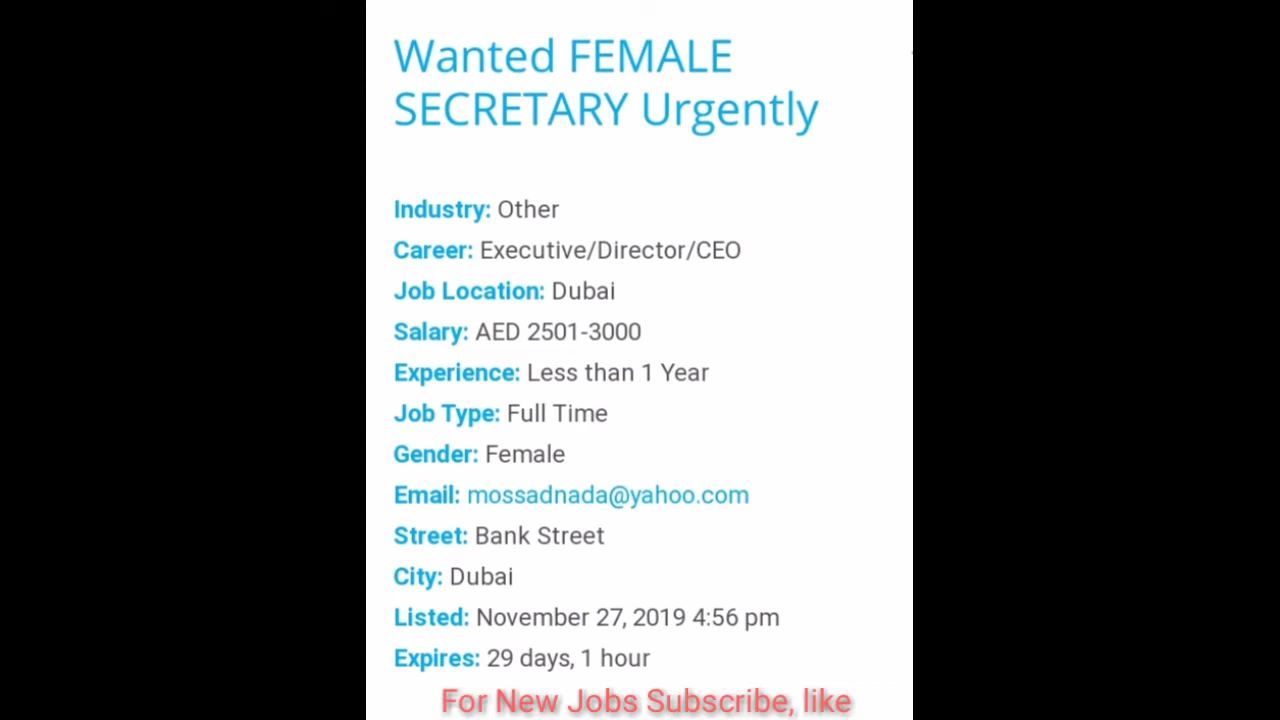 Wanted FEMALE
SECRETARY Urgently
Industry: Other
Career: Executive/Director/CEO
Job Location: Dubai
Salary: AED 2501-3000
Experience: Less than 1 Year
Job Type: Full Time
Gender: Female
Email: mossadnada@yahoo.com
Street: Bank Street
City: Dubai
Listed: November 27, 2019 4:56 pm
Expires: 29 days, 1 hour
For New Jobs Subscribe, like